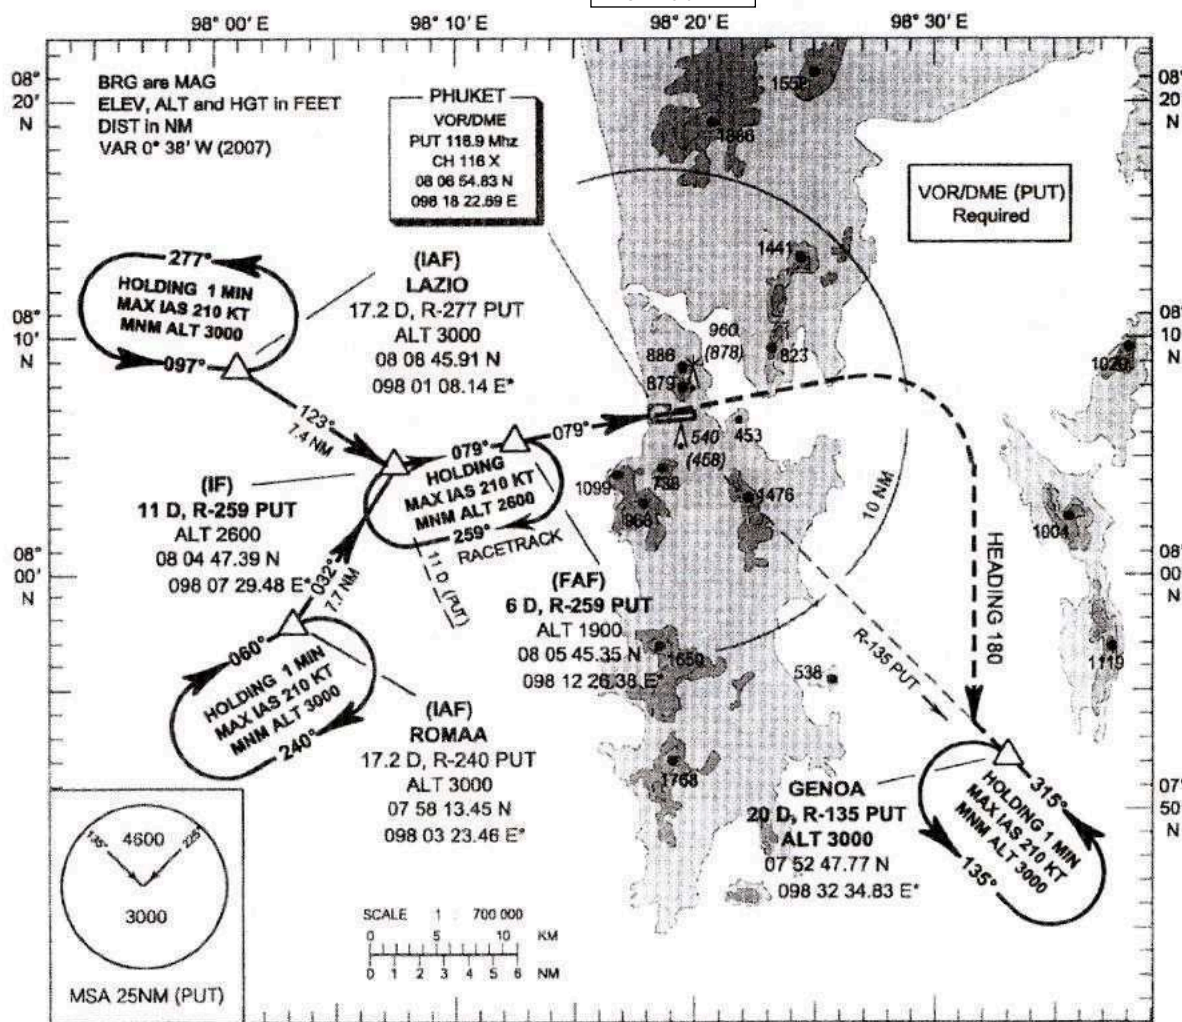 98° 00' E
98° 10' E
98° 20' E
98° 30' E
08°
20'
N
BRG are MAG
ELEV, ALT and HGT in FEET
DIST in NM
VAR 0° 38' W (2007)
PHUKET
VOR/DME
PUT 116.9 Mhz
CH 116 X
08 06 54.83 N
098 18 22.69 E
1558
1886
08°
20'
N
VOR/DME (PUT)
Required
277°
HOLDING 1 MIN
MAX IAS 210 KT
MNM ALT 3000
097°
(IAF)
LAZIO
17.2 D, R-277 PUT
ALT 3000
08 08 45.91 N
098 01 08.14 E*
1441
08°
10'
N
08°
10'
N
960
(878)
886
879
823
1029
123°
7.4 NM
079°
079°
540
(458)
453
HOLDING
MAX IAS 210 KT
MNM ALT 2600
259°
RACETRACK
11 D (PUT)
(IF)
11 D, R-259 PUT
ALT 2600
08 04 47.39 N
098 07 29.48 E*
1099
738
968
1476
10 NM
1004
08°
00'
N
08°
00'
N
HEADING 180
032°
7.7 NM
(FAF)
6 D, R-259 PUT
ALT 1900
08 05 45.35 N
098 12 26.38 E*
060°
HOLDING 1 MIN
MAX IAS 210 KT
MNM ALT 3000
240°
1650
538
R-135 PUT
1119
(IAF)
ROMAA
17.2 D, R-240 PUT
ALT 3000
07 58 13.45 N
098 03 23.46 E*
1768
GENOA
20 D, R-135 PUT
ALT 3000
07 52 47.77 N
098 32 34.83 E*
315°
HOLDING 1 MIN
MAX IAS 210 KT
MNM ALT 3000
135°
07°
50'
N
4600
135°
225°
3000
MSA 25NM (PUT)
SCALE 1 : 700 000
0 5 10 KM
0 1 2 3 4 5 6 NM